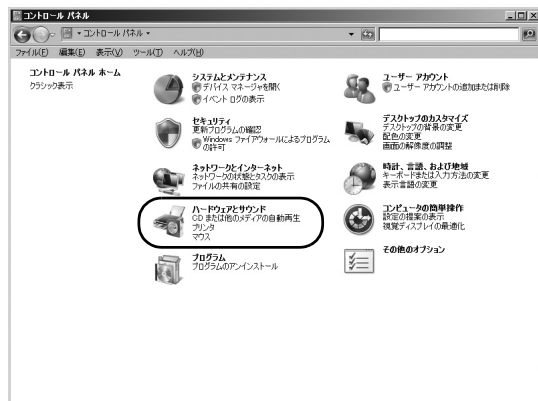 コントロール パネル
コントロール パネル
ファイル(F) 編集(E) 表示(V) ツール(T) ヘルプ(H)
コントロール パネル ホーム
クラシック表示
システムとメンテナンス
デバイス マネージャを開く
イベント ログの表示
セキュリティ
更新プログラムの確認
Windows ファイアウォールによるプログラム
の許可
ネットワークとインターネット
ネットワークの状態とタスクの表示
ファイルの共有の設定
ハードウェアとサウンド
CD または他のメディアの自動再生
プリンタ
マウス
プログラム
プログラムのアンインストール
ユーザー アカウント
ユーザー アカウントの追加または削除
デスクトップのカスタマイズ
デスクトップの背景の変更
配色の変更
画面の解像度の調整
時計、言語、および地域
キーボードまたは入力方法の変更
表示言語の変更
コンピュータの簡単操作
設定の提案の表示
視覚ディスプレイの最適化
その他のオプション